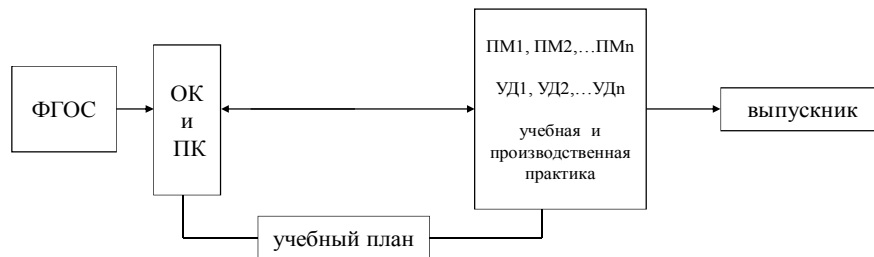 ФГОС
ОК
и
ПК
ПМ1, ПМ2,...ПМn
УД1, УД2,...УДn
учебная и
производственная
практика
выпускник
учебный план